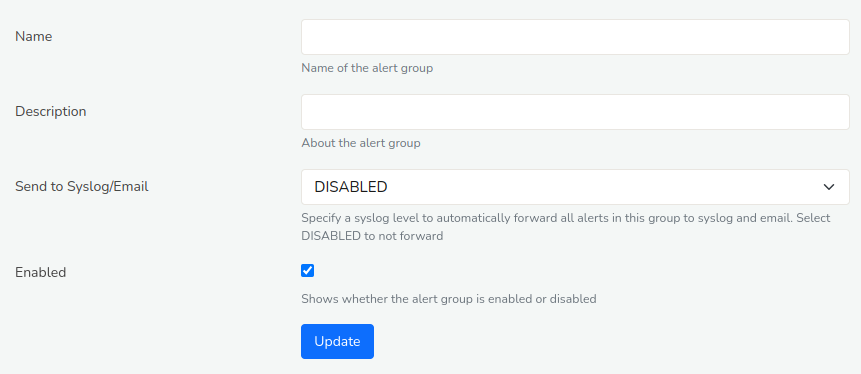 Name
Name of the alert group
Description
About the alert group
Send to Syslog/Email
DISABLED
Specify a syslog level to automatically forward all alerts in this group to syslog and email. Select
DISABLED to not forward
Enabled
Shows whether the alert group is enabled or disabled
Update